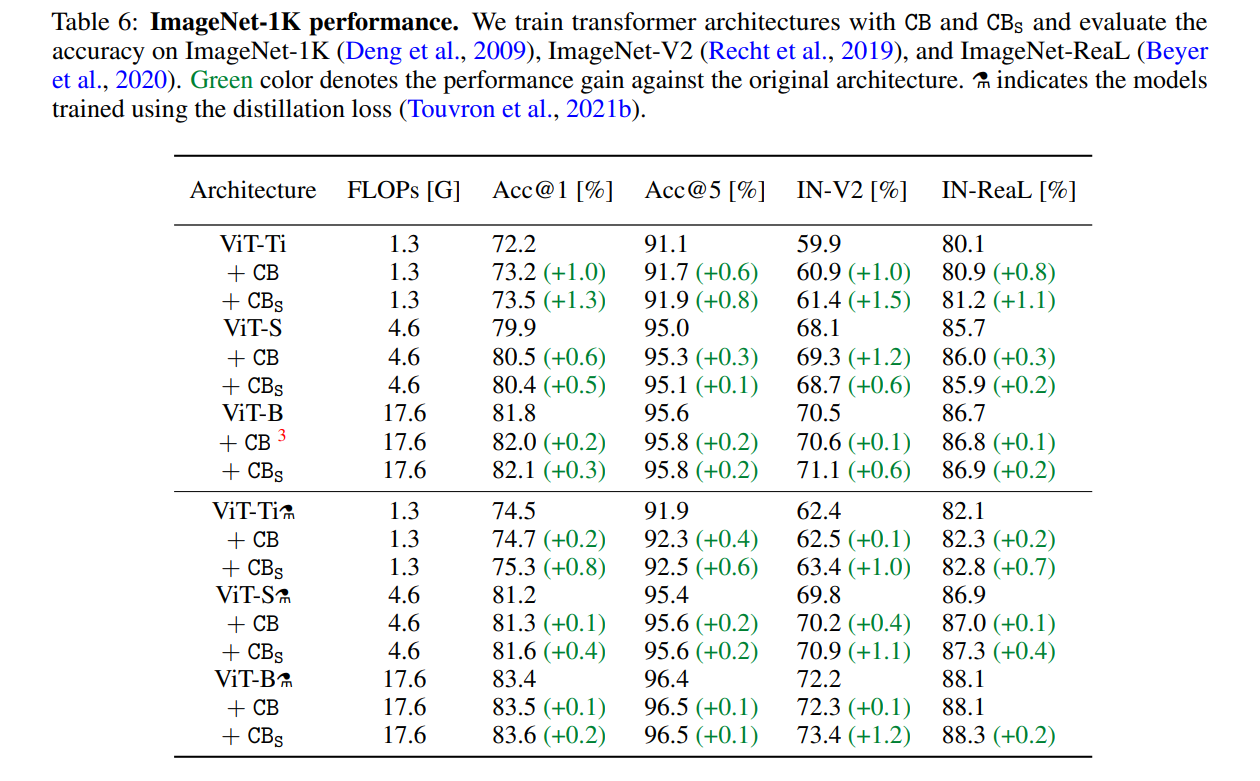 Table 6: ImageNet-1K performance. We train transformer architectures with CB and CBS and evaluate the
accuracy on ImageNet-1K (Deng et al., 2009), ImageNet-V2 (Recht et al., 2019), and ImageNet-ReaL (Beyer
et al., 2020). Green color denotes the performance gain against the original architecture. ⚗ indicates the models
trained using the distillation loss (Touvron et al., 2021b).
Architecture FLOPs [G] Acc@1 [%] Acc@5 [%] IN-V2 [%] IN-ReaL [%]
ViT-Ti 1.3 72.2 91.1 59.9 80.1
+ CB 1.3 73.2 (+1.0) 91.7 (+0.6) 60.9 (+1.0) 80.9 (+0.8)
+ CBS 1.3 73.5 (+1.3) 91.9 (+0.8) 61.4 (+1.5) 81.2 (+1.1)
ViT-S 4.6 79.9 95.0 68.1 85.7
+ CB 4.6 80.5 (+0.6) 95.3 (+0.3) 69.3 (+1.2) 86.0 (+0.3)
+ CBS 4.6 80.4 (+0.5) 95.1 (+0.1) 68.7 (+0.6) 85.9 (+0.2)
ViT-B 17.6 81.8 95.6 70.5 86.7
+ CB 3 17.6 82.0 (+0.2) 95.8 (+0.2) 70.6 (+0.1) 86.8 (+0.1)
+ CBS 17.6 82.1 (+0.3) 95.8 (+0.2) 71.1 (+0.6) 86.9 (+0.2)
ViT-Ti⚗ 1.3 74.5 91.9 62.4 82.1
+ CB 1.3 74.7 (+0.2) 92.3 (+0.4) 62.5 (+0.1) 82.3 (+0.2)
+ CBS 1.3 75.3 (+0.8) 92.5 (+0.6) 63.4 (+1.0) 82.8 (+0.7)
ViT-S⚗ 4.6 81.2 95.4 69.8 86.9
+ CB 4.6 81.3 (+0.1) 95.6 (+0.2) 70.2 (+0.4) 87.0 (+0.1)
+ CBS 4.6 81.6 (+0.4) 95.6 (+0.2) 70.9 (+1.1) 87.3 (+0.4)
ViT-B⚗ 17.6 83.4 96.4 72.2 88.1
+ CB 17.6 83.5 (+0.1) 96.5 (+0.1) 72.3 (+0.1) 88.1
+ CBS 17.6 83.6 (+0.2) 96.5 (+0.1) 73.4 (+1.2) 88.3 (+0.2)